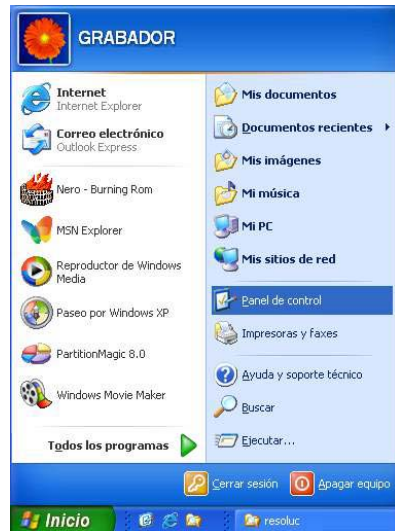 GRABADOR
Internet
Internet Explorer
Correo electrónico
Outlook Express
Nero - Burning Rom
MSN Explorer
Reproductor de Windows
Media
Paseo por Windows XP
PartitionMagic 8.0
Windows Movie Maker
Todos los programas
Mis documentos
Documentos recientes
Mis imágenes
Mi música
Mi PC
Mis sitios de red
Panel de control
Impresoras y faxes
Ayuda y soporte técnico
Buscar
Ejecutar...
Cerrar sesión
Apagar equipo
Inicio
resoluc